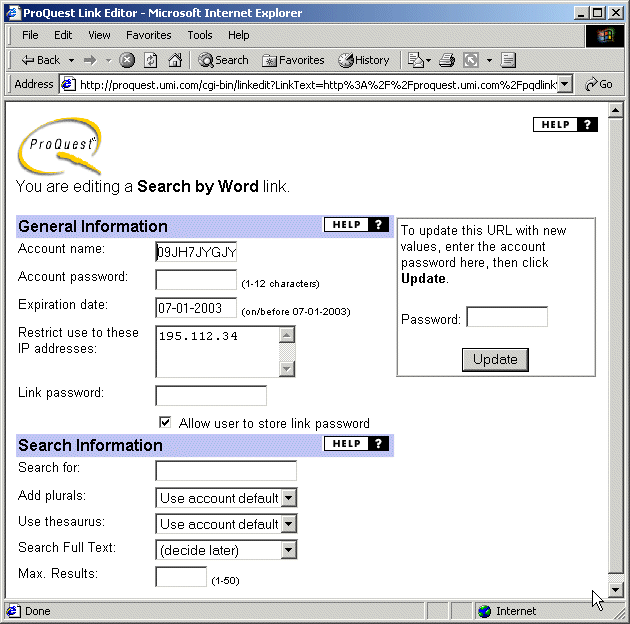 ProQuest Link Editor - Microsoft Internet Explorer
File Edit View Favorites Tools Help
Back Search Favorites History
Address http://proquest.umi.com/cgi-bin/linkedit?LinkText=http%3A%2F%2Fproquest.umi.com%2Fpqdlink Go
ProQuest
HELP ?
You are editing a Search by Word link.
General Information HELP ?
Account name: 09JH7JYGJY
Account password: (1-12 characters)
Expiration date: 07-01-2003 (on/before 07-01-2003)
Restrict use to these
IP addresses:
195.112.34
Link password:
Allow user to store link password
To update this URL with new
values, enter the account
password here, then click
Update.
Password:
Update
Search Information HELP ?
Search for:
Add plurals: Use account default
Use thesaurus: Use account default
Search Full Text: (decide later)
Max. Results: (1-50)
Done Internet